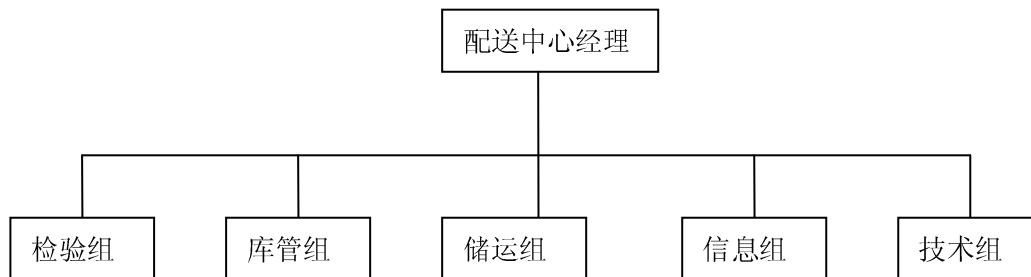 配送中心经理
检验组
库管组
储运组
信息组
技术组